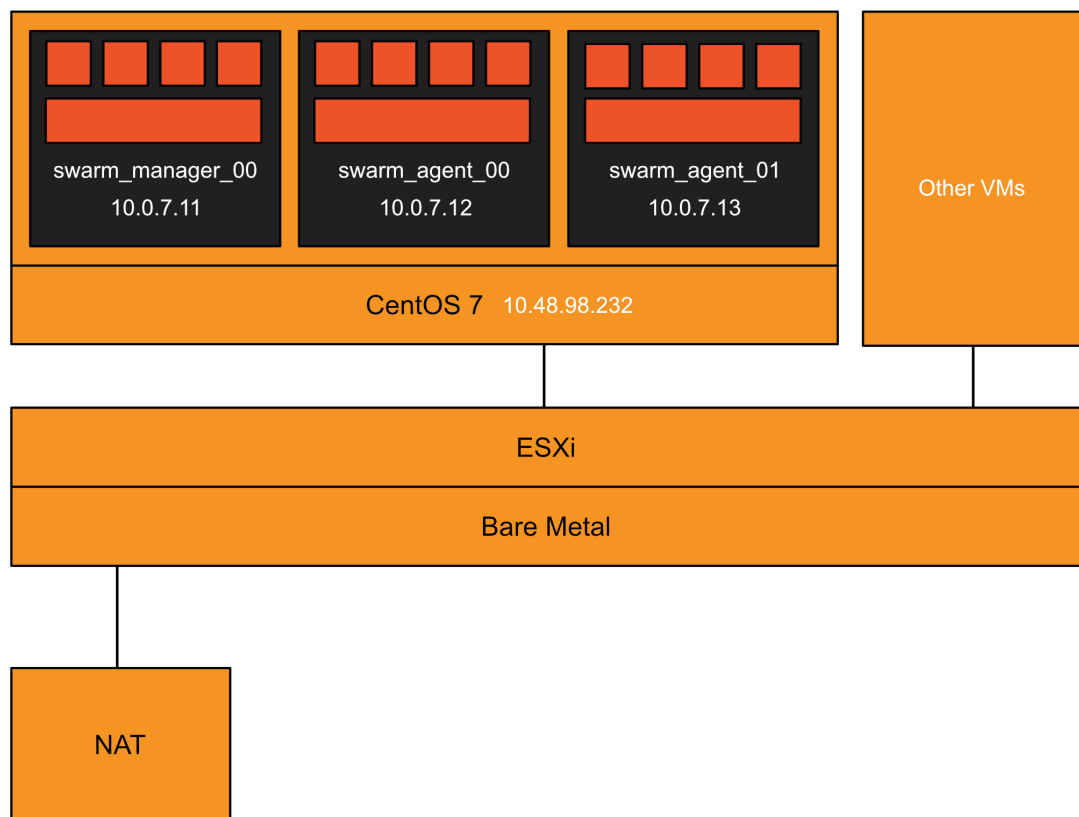 swarm_manager_00
10.0.7.11
swarm_agent_00
10.0.7.12
swarm_agent_01
10.0.7.13
Other VMs
CentOS 7 10.48.98.232
ESXi
Bare Metal
NAT